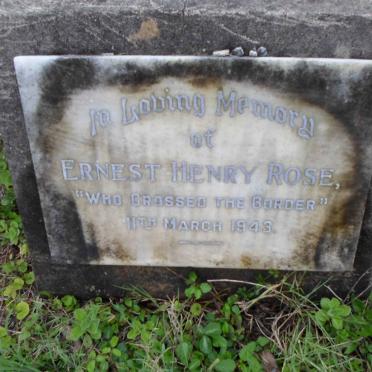 In Loving Memory
of
ERNEST HENRY ROSE,
"WHO CROSSED THE BORDER"
11TH MARCH 1943.